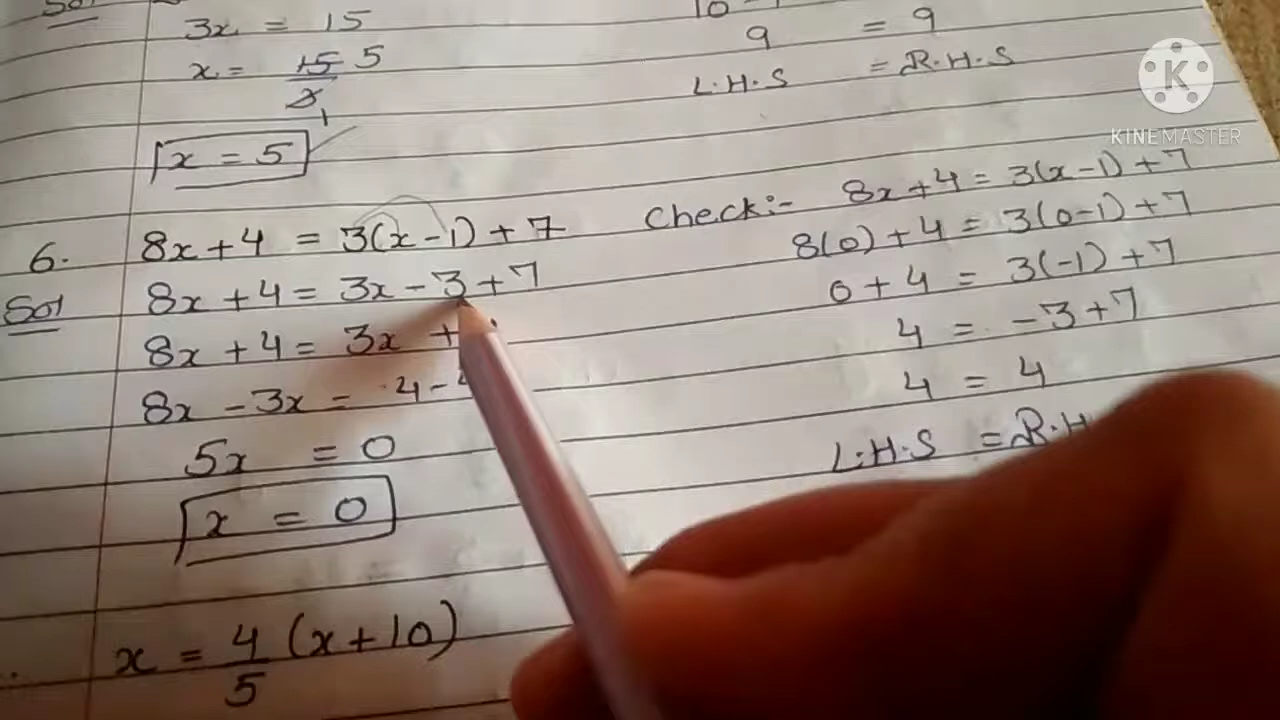 3x = 15
x = 15 5
3 1
x = 5
10
9 = 9
L.H.S = R.H.S
K
KINEMASTER
6. 8x + 4 = 3(x - 1) + 7
Sol 8x + 4 = 3x - 3 + 7
8x + 4 = 3x +
8x - 3x = 4 -
5x = 0
x = 0
Check:- 8x + 4 = 3(x - 1) + 7
8(0) + 4 = 3(0 - 1) + 7
0 + 4 = 3(-1) + 7
4 = -3 + 7
4 = 4
L.H.S = R.H
x = 4/5 (x + 10)